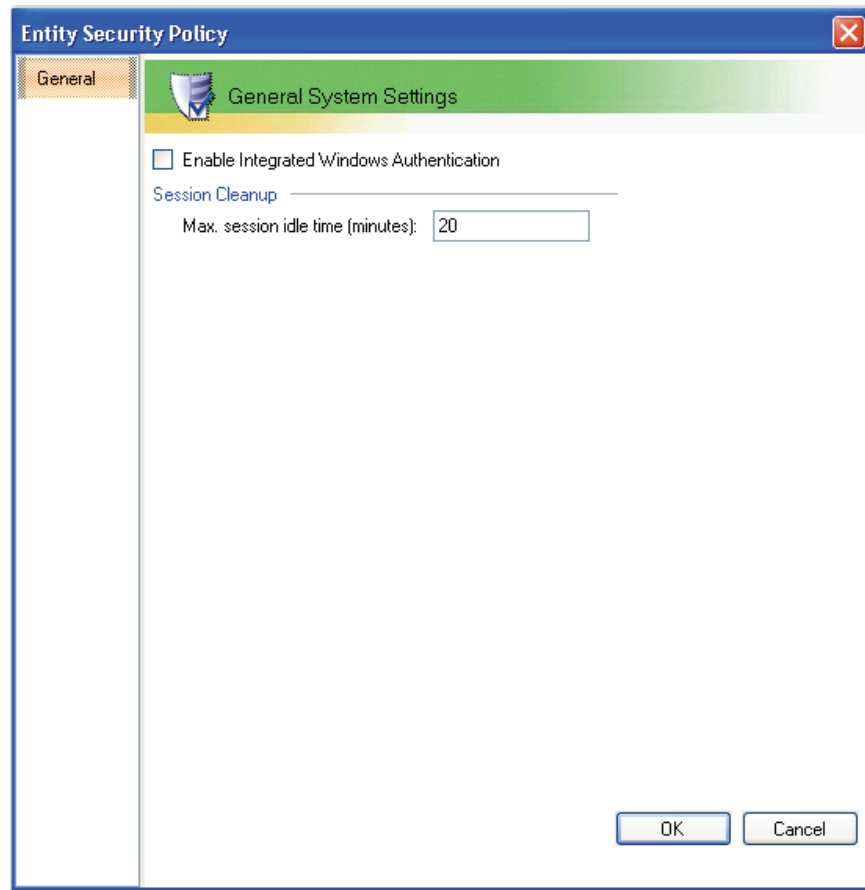 Entity Security Policy
General
General System Settings
Enable Integrated Windows Authentication
Session Cleanup
Max. session idle time (minutes): 20
OK Cancel